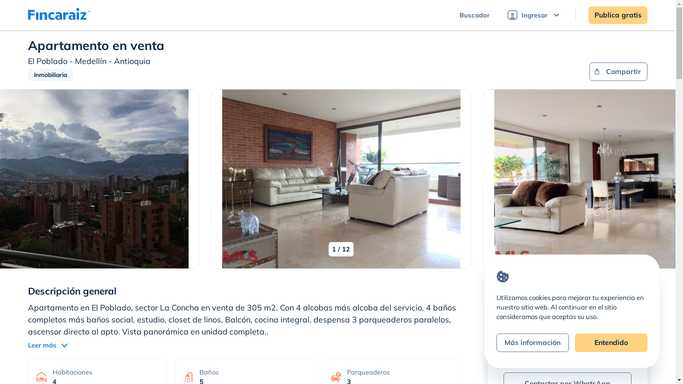 Fincaraiz
Buscador
Ingresar
Publica gratis
Apartamento en venta
El Poblado - Medellín - Antioquia
Inmobiliaria
Compartir
1 / 12
Descripción general
Apartamento en El Poblado, sector La Concha en venta de 305 m2. Con 4 alcobas más alcoba del servicio, 4 baños
completos más baños social, estudio, closet de linos, Balcón, cocina integral, despensa 3 parqueaderos paralelos,
ascensor directo al apto. Vista panorámica en unidad completa..
Leer más
Habitaciones
4
Baños
5
Parqueaderos
3
Utilizamos cookies para mejorar tu experiencia en
nuestro sitio web. Al continuar en el sitio
consideramos que aceptas su uso.
Más información
Entendido
Contactar por WhatsApp